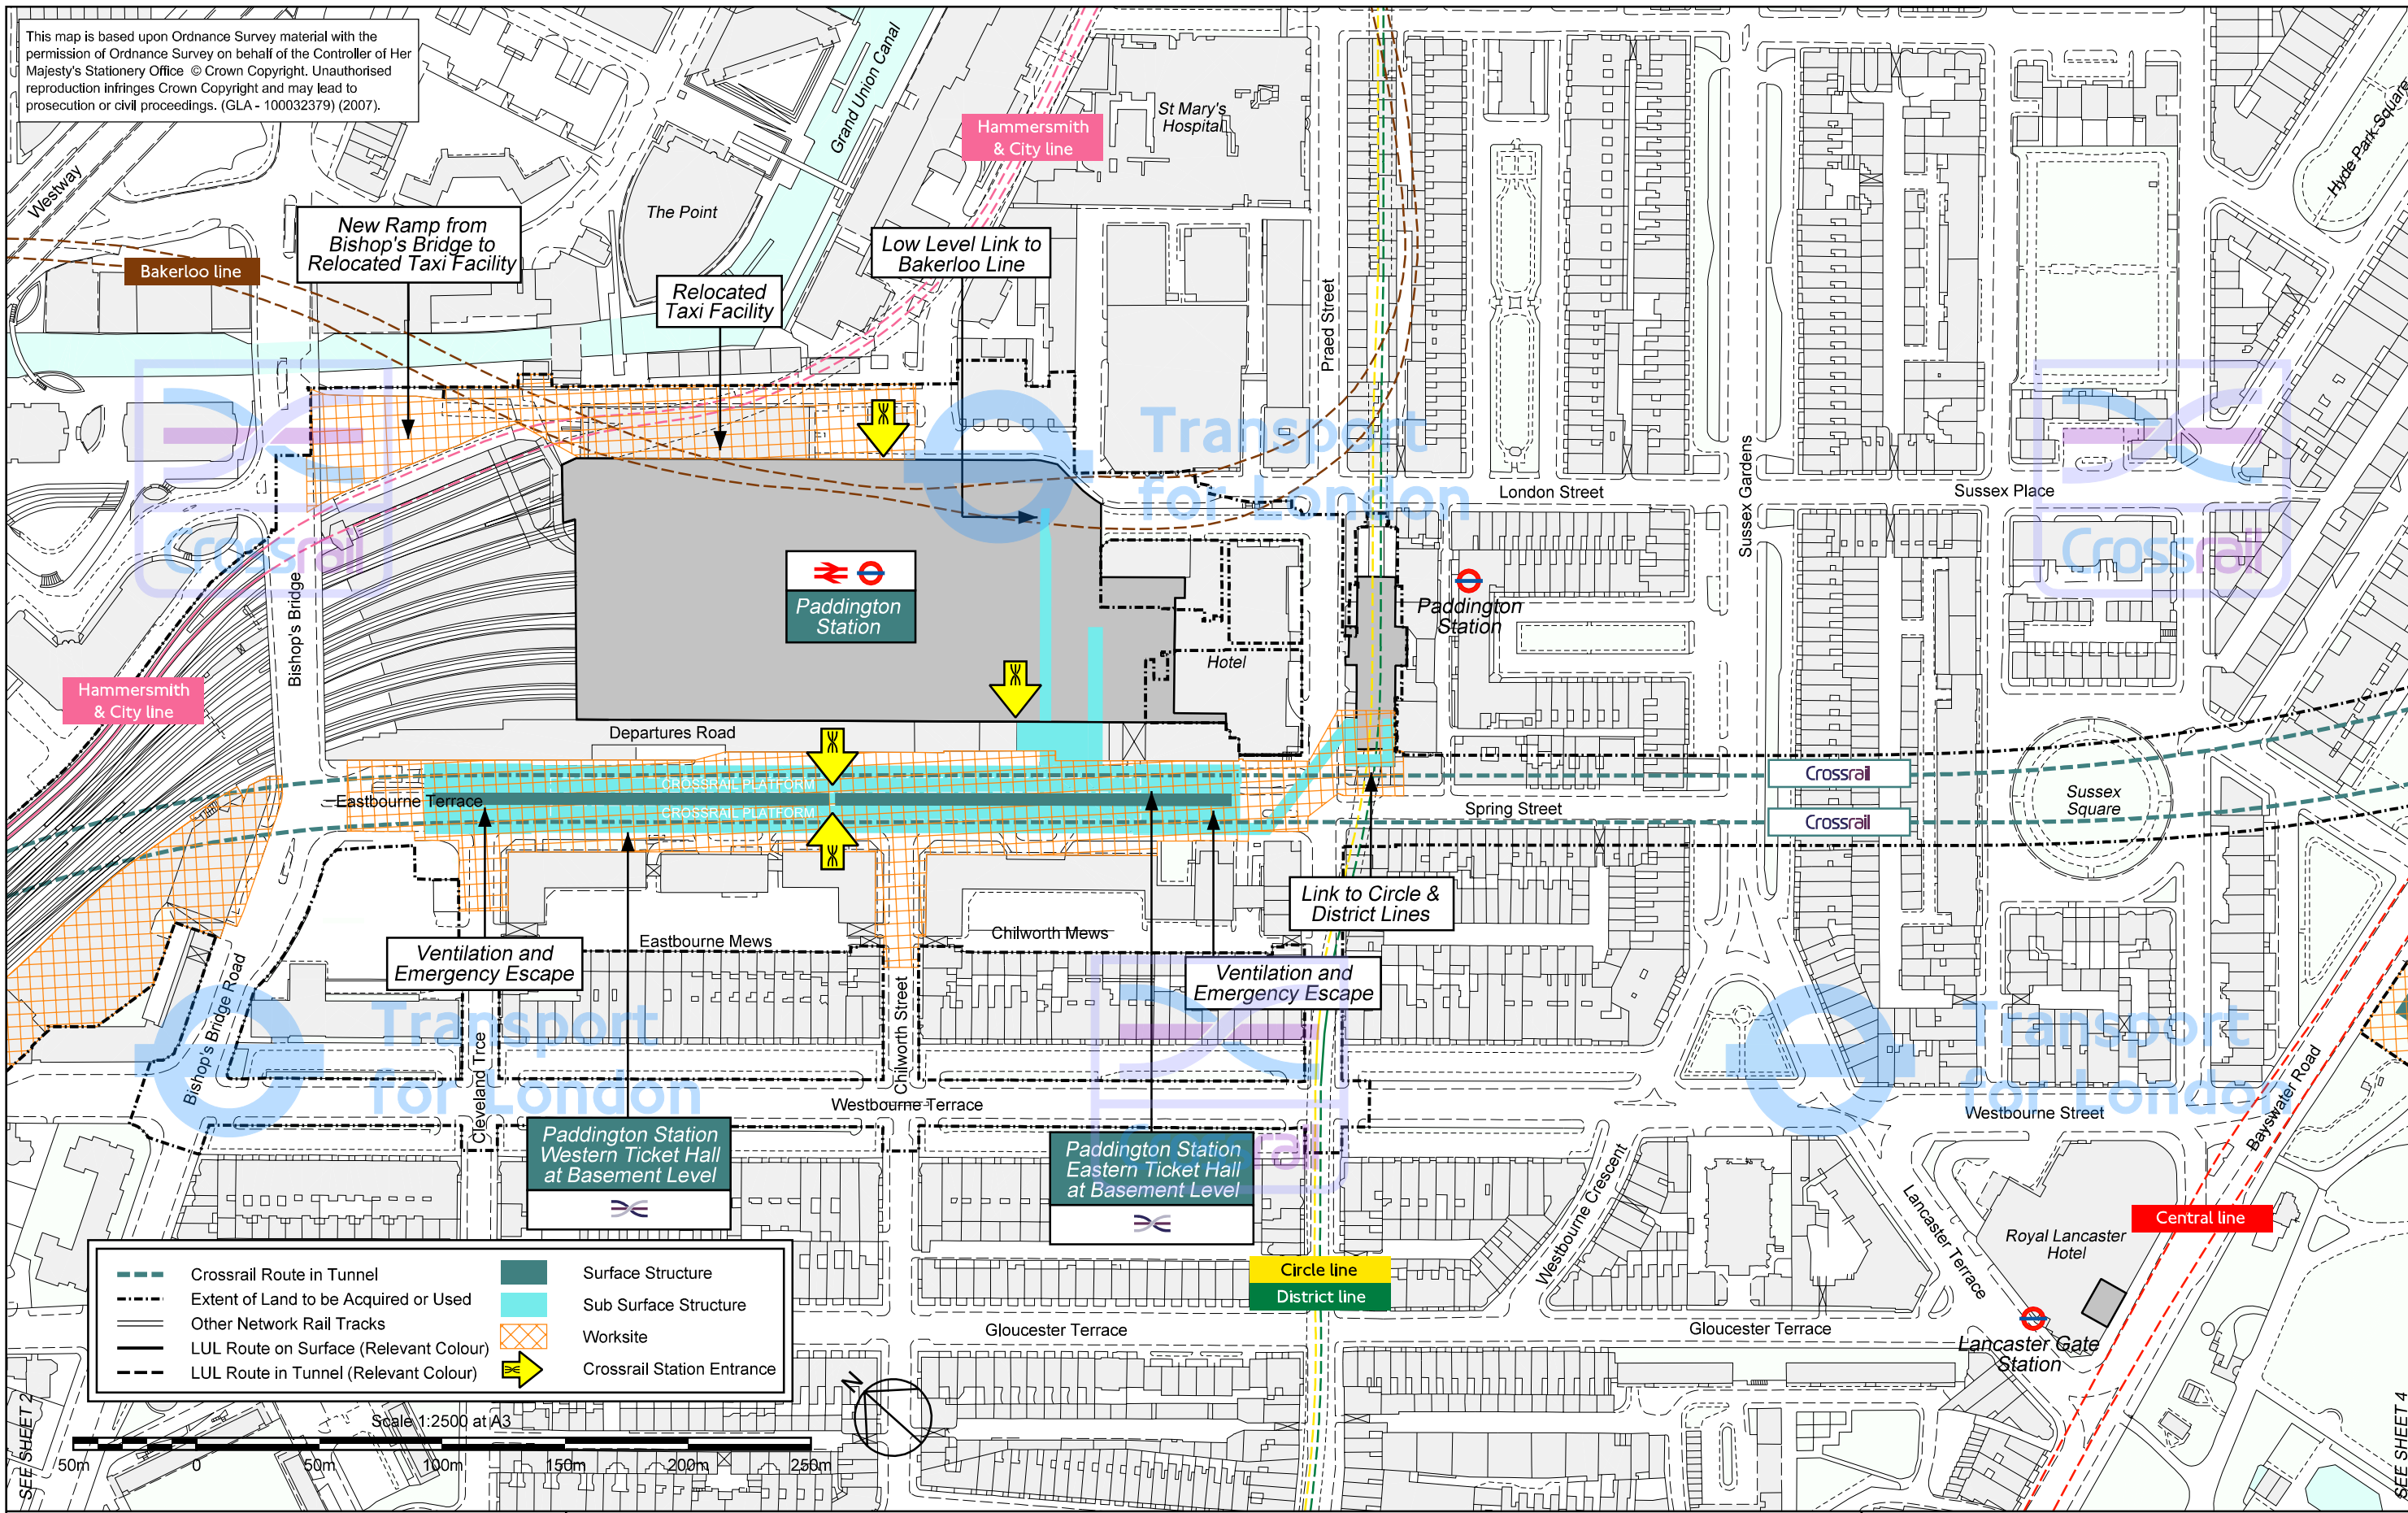 This map is based upon Ordnance Survey material with the
permission of Ordnance Survey on behalf of the Controller of Her
Majesty's Stationery Office © Crown Copyright. Unauthorised
reproduction infringes Crown Copyright and may lead to
prosecution or civil proceedings. (GLA - 100032379) (2007).
Grand Union Canal
St Mary's
Hospital
Hammersmith
& City line
Hyde Park Square
Westway
The Point
New Ramp from
Bishop's Bridge to
Relocated Taxi Facility
Low Level Link to
Bakerloo Line
Bakerloo line
Relocated
Taxi Facility
Praed Street
Transport
for London
Crossrail
Crossrail
London Street
Sussex Gardens
Sussex Place
Paddington
Station
Paddington
Station
Bishop's Bridge
Hotel
Hammersmith
& City line
Departures Road
CROSSRAIL PLATFORM
CROSSRAIL PLATFORM
Eastbourne Terrace
Crossrail
Crossrail
Spring Street
Sussex
Square
Link to Circle &
District Lines
Ventilation and
Emergency Escape
Eastbourne Mews
Chilworth Mews
Ventilation and
Emergency Escape
Bishop's Bridge Road
Transport
for London
Cleveland Trce
Chilworth Street
Transport
for London
Westbourne Terrace
Westbourne Street
Bayswater Road
Paddington Station
Western Ticket Hall
at Basement Level
Paddington Station
Eastern Ticket Hall
at Basement Level
Crossrail
Westbourne Crescent
Lancaster Terrace
Central line
Royal Lancaster
Hotel
Circle line
District line
Gloucester Terrace
Gloucester Terrace
Lancaster Gate
Station
Crossrail Route in Tunnel
Extent of Land to be Acquired or Used
Other Network Rail Tracks
LUL Route on Surface (Relevant Colour)
LUL Route in Tunnel (Relevant Colour)
Surface Structure
Sub Surface Structure
Worksite
Crossrail Station Entrance
N
Scale 1:2500 at A3
50m 0 50m 100m 150m 200m 250m
SEE SHEET 2
SEE SHEET 4